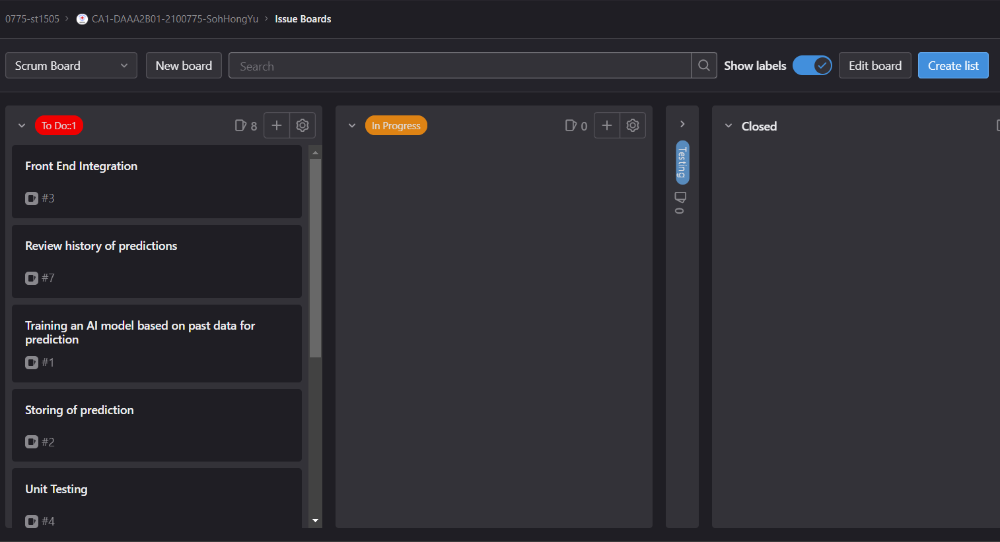 0775-st1505 > CA1-DAAA2B01-2100775-SohHongYu > Issue Boards
Scrum Board
New board
Search
Show labels
Edit board
Create list
To Do::1
8
Front End Integration
#3
Review history of predictions
#7
Training an AI model based on past data for
prediction
#1
Storing of prediction
#2
Unit Testing
#4
In Progress
0
Testing
0
Closed